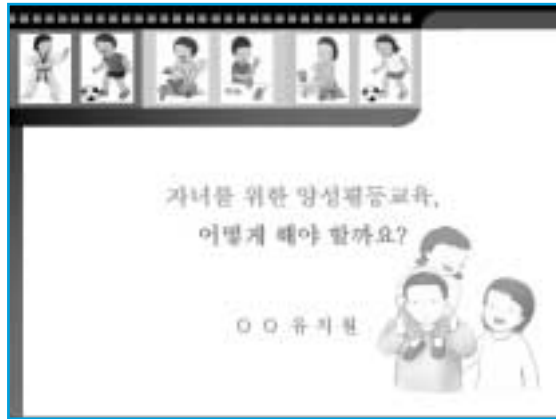 자녀를 위한 양성평등교육,
어떻게 해야 할까요?
○ ○ 유 치 원